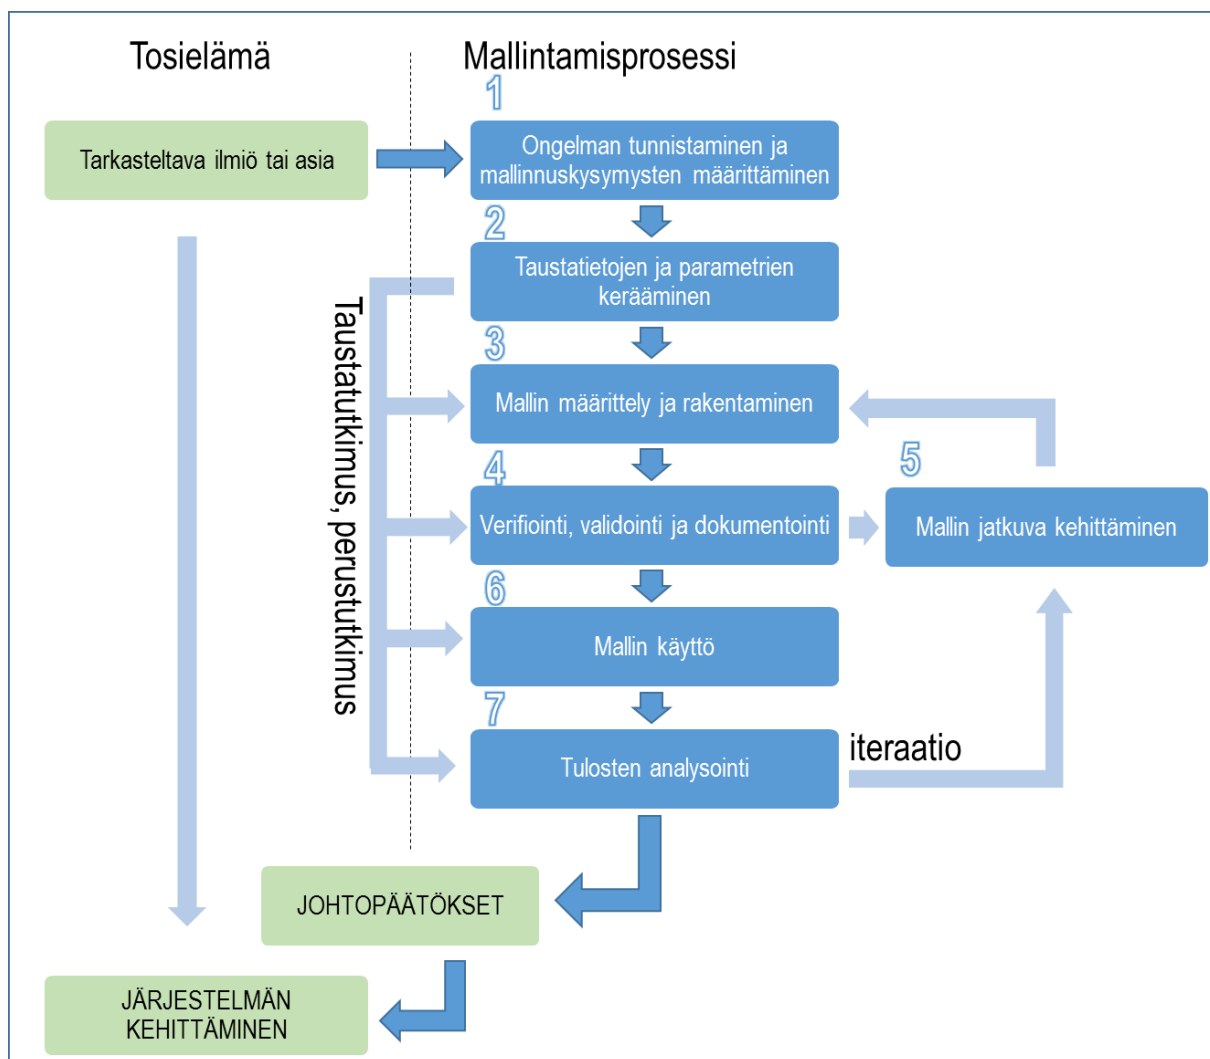 Tosielämä
Mallintamisprosessi
1
Tarkasteltava ilmiö tai asia
Ongelman tunnistaminen ja
mallinnuskysymysten määrittäminen
2
Taustatietojen ja parametrien
kerääminen
Taustatutkimus, perustutkimus
3
Mallin määrittely ja rakentaminen
4
Verifiointi, validointi ja dokumentointi
5
Mallin jatkuva kehittäminen
6
Mallin käyttö
7
Tulosten analysointi
iteraatio
JOHTOPÄÄTÖKSET
JÄRJESTELMÄN
KEHITTÄMINEN